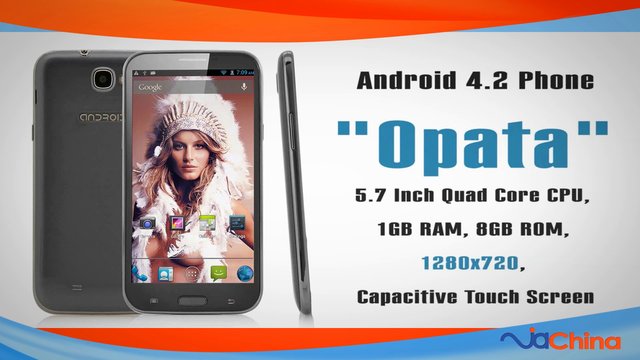 Android 4.2 Phone
"Opata"
5.7 Inch Quad Core CPU,
1GB RAM, 8GB ROM,
1280x720,
Capacitive Touch Screen
ANDROID
7:09 AM
Google
ViaChina